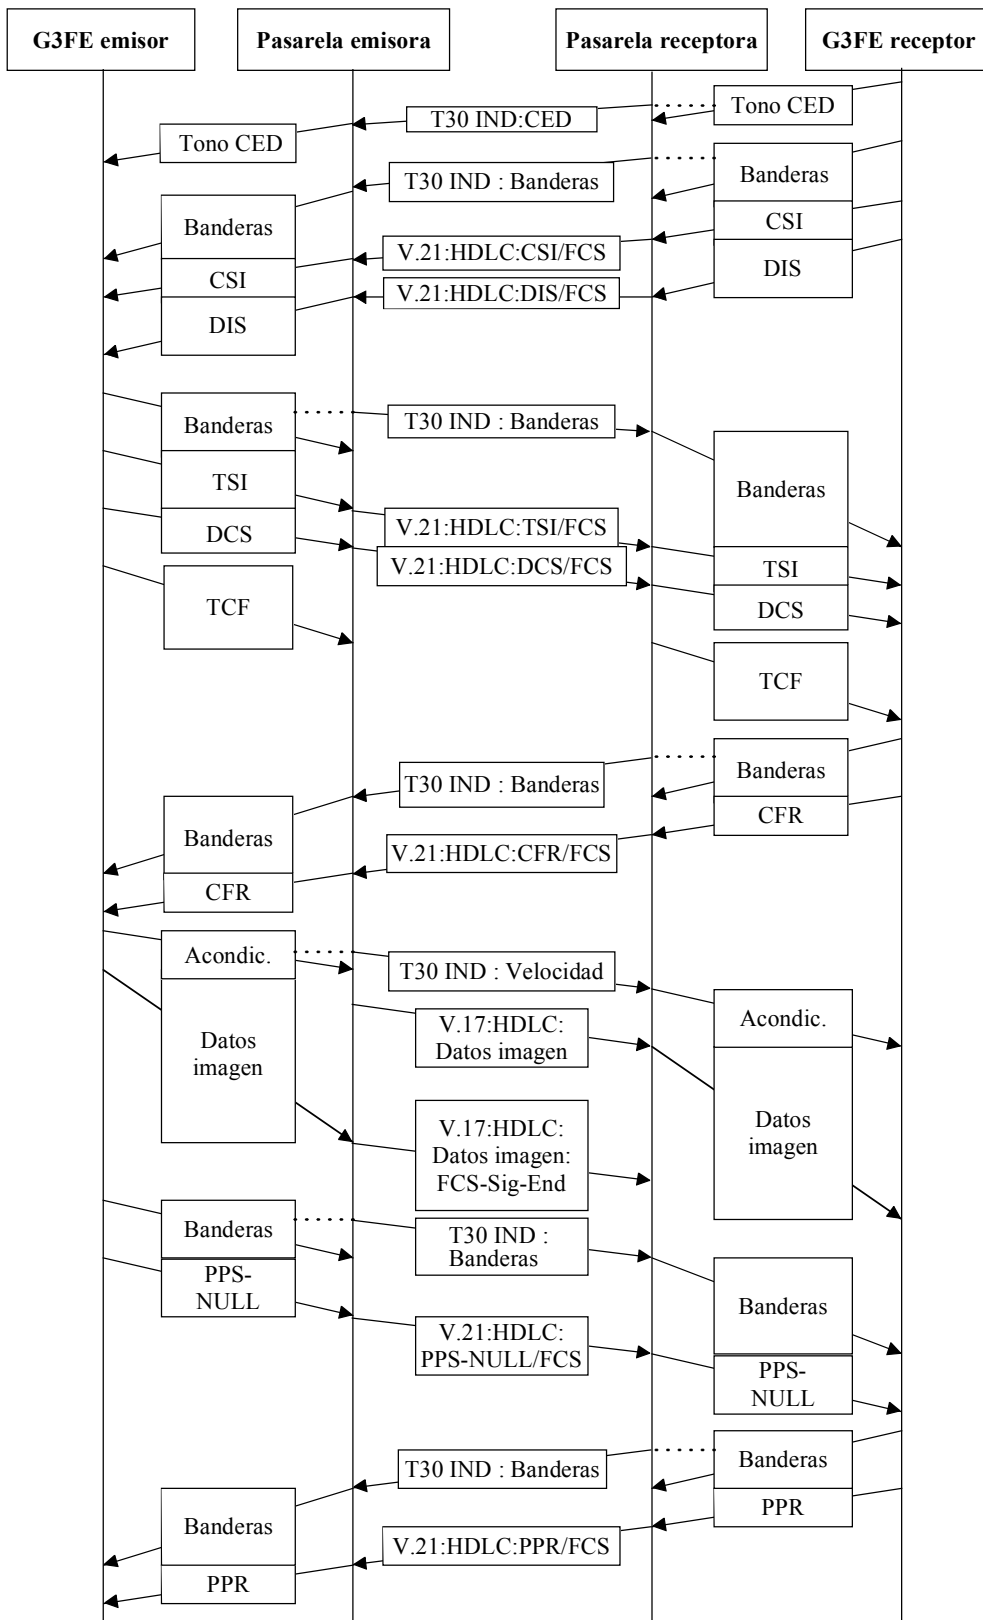 G3FE emisor
Pasarela emisora
Pasarela receptora
G3FE receptor
Tono CED
T30 IND:CED
Tono CED
Banderas
T30 IND : Banderas
Banderas
CSI
V.21:HDLC:CSI/FCS
CSI
DIS
V.21:HDLC:DIS/FCS
DIS
Banderas
T30 IND : Banderas
Banderas
TSI
V.21:HDLC:TSI/FCS
TSI
DCS
V.21:HDLC:DCS/FCS
DCS
TCF
TCF
Banderas
T30 IND : Banderas
Banderas
CFR
V.21:HDLC:CFR/FCS
CFR
Acondic.
T30 IND : Velocidad
Acondic.
Datos
imagen
V.17:HDLC:
Datos imagen
Datos
imagen
V.17:HDLC:
Datos imagen:
FCS-Sig-End
Banderas
T30 IND :
Banderas
Banderas
PPS-
NULL
V.21:HDLC:
PPS-NULL/FCS
PPS-
NULL
Banderas
T30 IND : Banderas
Banderas
PPR
V.21:HDLC:PPR/FCS
PPR